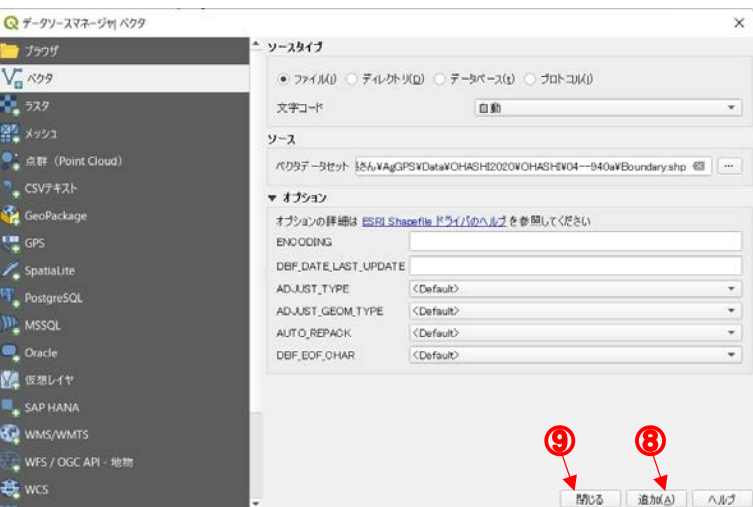 データソースマネージャ| ベクタ
ブラウザ
ベクタ
ラスタ
メッシュ
点群 (Point Cloud)
CSVテキスト
GeoPackage
GPS
SpatiaLite
PostgreSQL
MSSQL
Oracle
仮想レイヤ
SAP HANA
WMS/WMTS
WFS / OGC API - 地物
WCS
ソースタイプ
ファイル(i) ディレクトリ(D) データベース(t) プロトコル(l)
文字コード 自動
ソース
ベクタデータセット さん¥AgGPS¥Data¥OHASHI2020¥OHASHI¥04--940a¥Boundary.shp ...
▼ オプション
オプションの詳細は ESRI Shapefile ドライバのヘルプ を参照してください
ENCODING
DBF_DATE_LAST_UPDATE
ADJUST_TYPE <Default>
ADJUST_GEOM_TYPE <Default>
AUTO_REPACK <Default>
DBF_EOF_CHAR <Default>
⑨ ⑧
閉じる 追加(A) ヘルプ